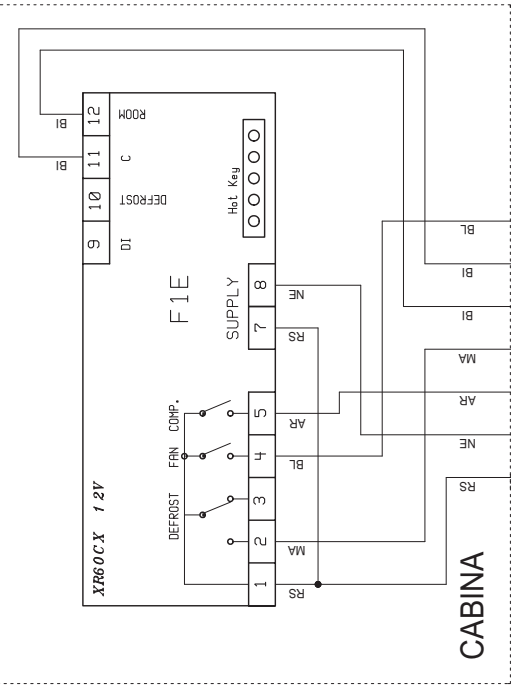 BI
BI
XR60CX 12V
9
10
11
12
DI
DEFROST
C
ROOM
DEFROST
FAN
COMP.
F1E
SUPPLY
Hot Key
1
2
3
4
5
7
8
RS
MA
BL
AR
RS
NE
CABINA
RS
NE
AR
MA
BI
BI
BL